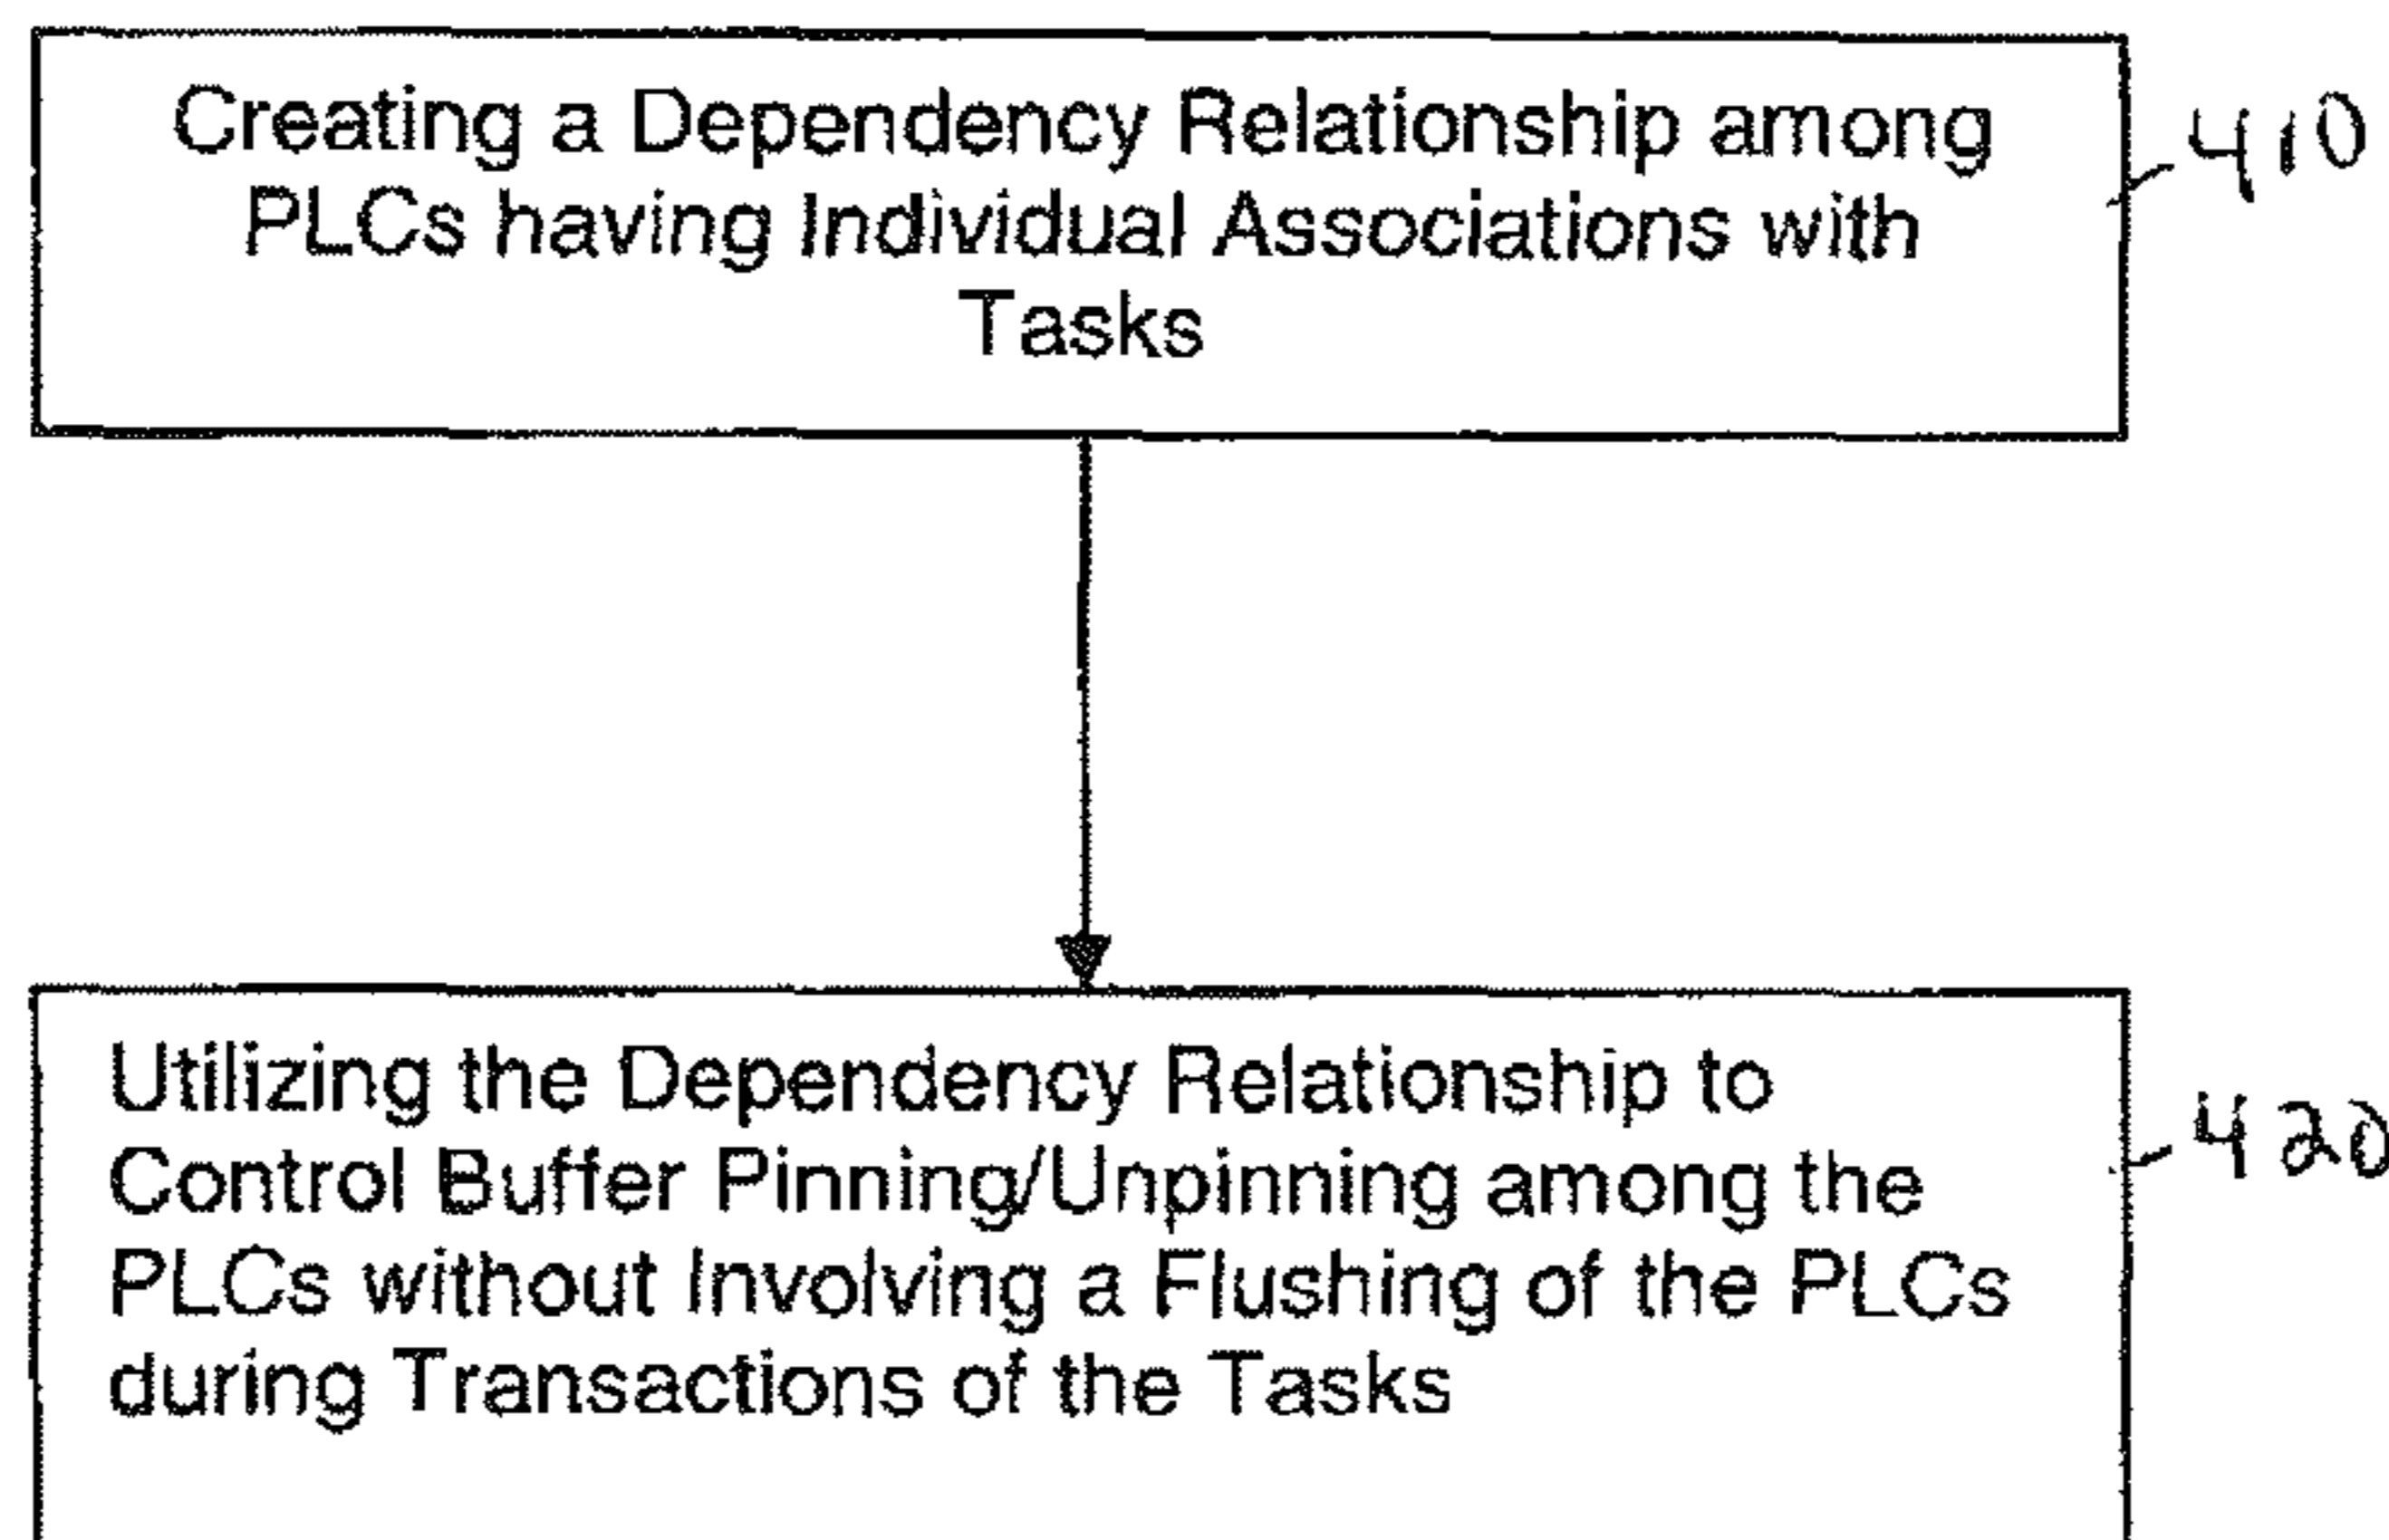 Creating a Dependency Relationship among
PLCs having Individual Associations with
Tasks
410
Utilizing the Dependency Relationship to
Control Buffer Pinning/Unpinning among the
PLCs without Involving a Flushing of the PLCs
during Transactions of the Tasks
420